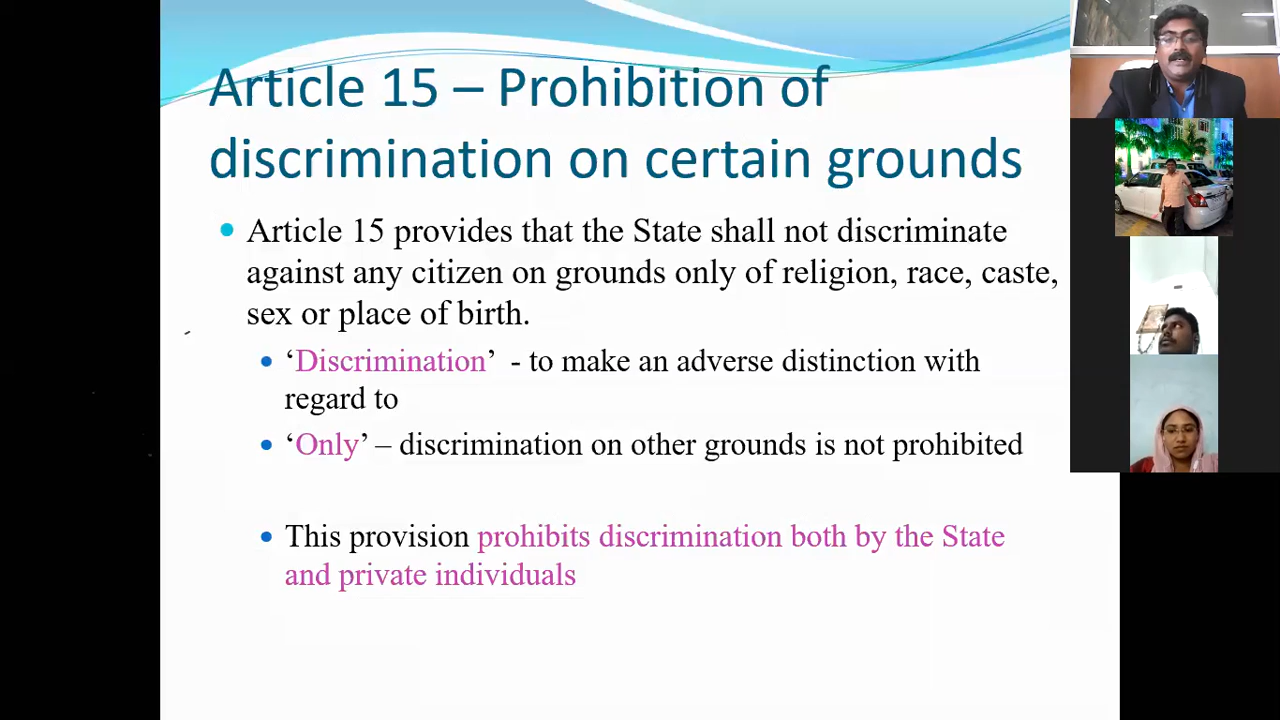 Article 15 – Prohibition of
discrimination on certain grounds
Article 15 provides that the State shall not discriminate
against any citizen on grounds only of religion, race, caste,
sex or place of birth.
‘Discrimination’ - to make an adverse distinction with
regard to
‘Only’ – discrimination on other grounds is not prohibited
This provision prohibits discrimination both by the State
and private individuals